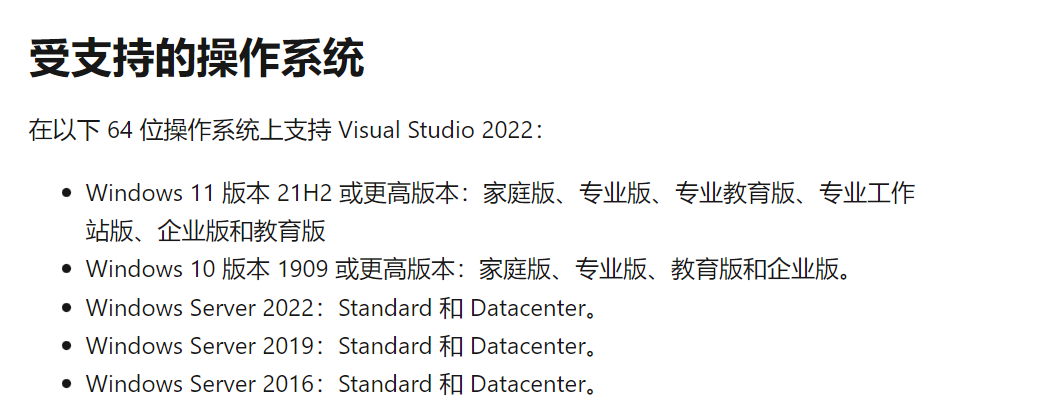 受支持的操作系统
在以下 64 位操作系统上支持 Visual Studio 2022：
• Windows 11 版本 21H2 或更高版本：家庭版、专业版、专业教育版、专业工作
站版、企业版和教育版
• Windows 10 版本 1909 或更高版本：家庭版、专业版、教育版和企业版。
• Windows Server 2022：Standard 和 Datacenter。
• Windows Server 2019：Standard 和 Datacenter。
• Windows Server 2016：Standard 和 Datacenter。